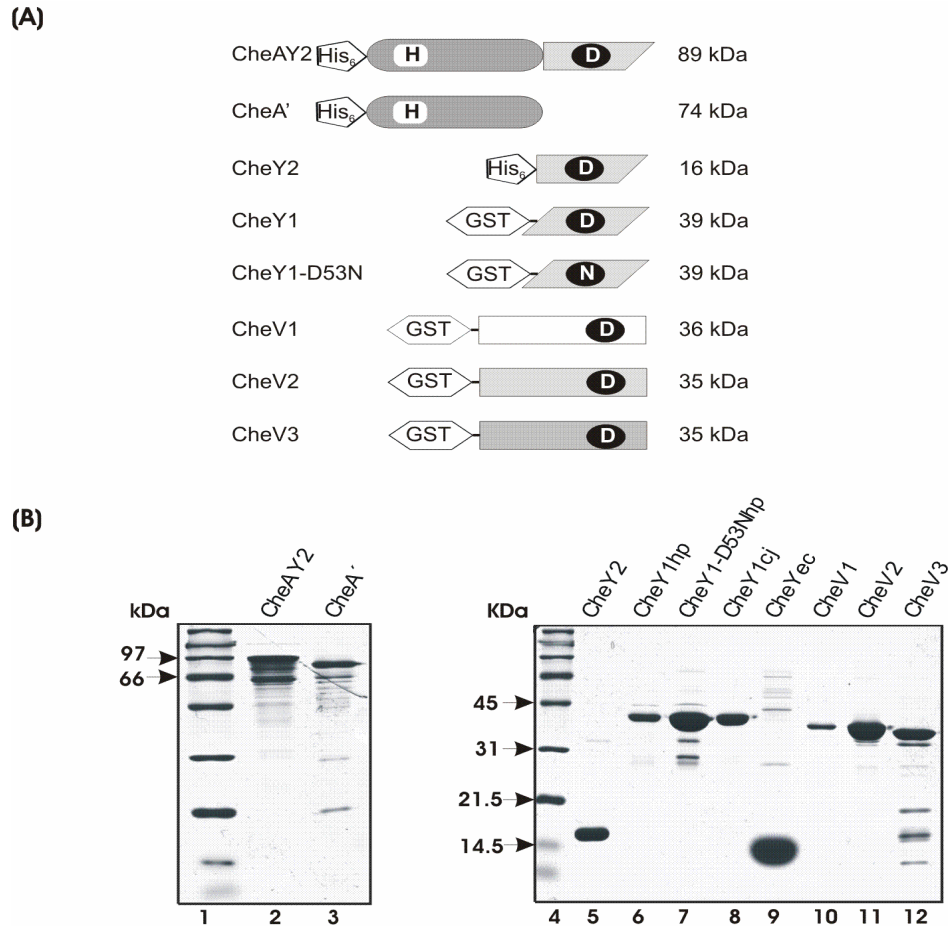 (A)
CheAY2 His6 H D 89 kDa
CheA’ His6 H 74 kDa
CheY2 His6 D 16 kDa
CheY1 GST D 39 kDa
CheY1-D53N GST N 39 kDa
CheV1 GST D 36 kDa
CheV2 GST D 35 kDa
CheV3 GST D 35 kDa
(B)
kDa CheAY2 CheA´
97
66
1 2 3
KDa CheY2 CheY1hp CheY1-D53Nhp CheY1cj CheYec CheV1 CheV2 CheV3
45
31
21.5
14.5
4 5 6 7 8 9 10 11 12